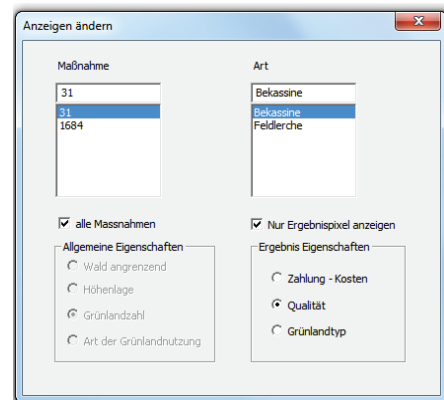 Anzeigen ändern
Maßnahme
31
31
1684
Art
Bekassine
Bekassine
Feldlerche
alle Massnahmen
Nur Ergebnispixel anzeigen
Allgemeine Eigenschaften
Wald angrenzend
Höhenlage
Grünlandzahl
Art der Grünlandnutzung
Ergebnis Eigenschaften
Zahlung - Kosten
Qualität
Grünlandtyp